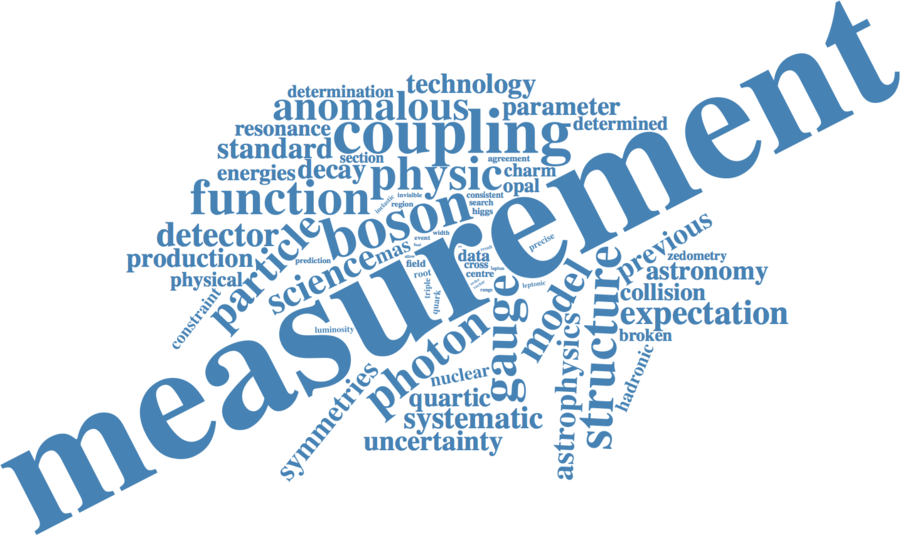 measurement
technology
determination
anomalous
parameter
resonance
coupling
determined
standard
section
agreement
energies
decay
physic
charm
opal
function
inelastic
invisible
region
consistent
search
higgs
boson
detector
particle
width
event
previous
precise
production
science
mas
data
zedometry
physical
prediction
field
cross
centre
lepton
astronomy
root
triple
quark
range
leptonic
model
structure
collision
constraint
luminosity
gauge
expectation
photon
astrophysics
broken
symmetries
nuclear
hadronic
quartic
systematic
uncertainty